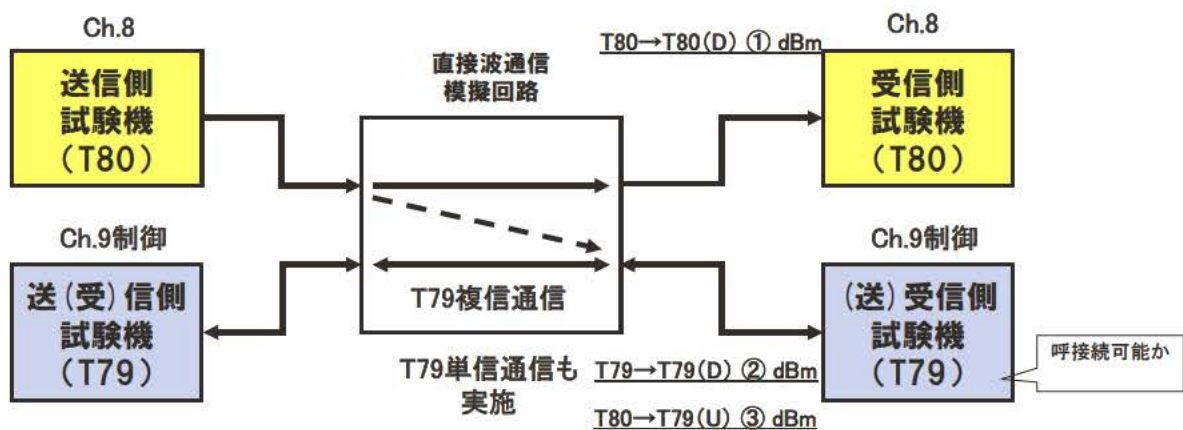 Ch.8
送信側
試験機
（T80）
直接波通信
模擬回路
T80→T80(D) ① dBm
Ch.8
受信側
試験機
（T80）
Ch.9制御
送（受）信側
試験機
（T79）
T79複信通信
T79単信通信も
実施
Ch.9制御
（送）受信側
試験機
（T79）
T79→T79(D) ② dBm
T80→T79(U) ③ dBm
呼接続可能か